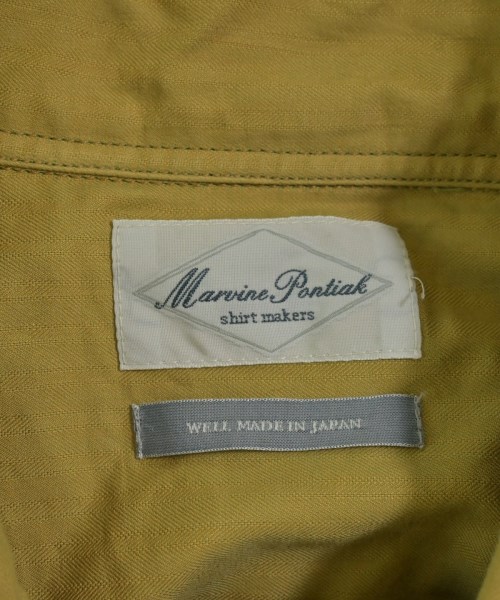 Marvine Pontiak
shirt makers
WELL MADE IN JAPAN